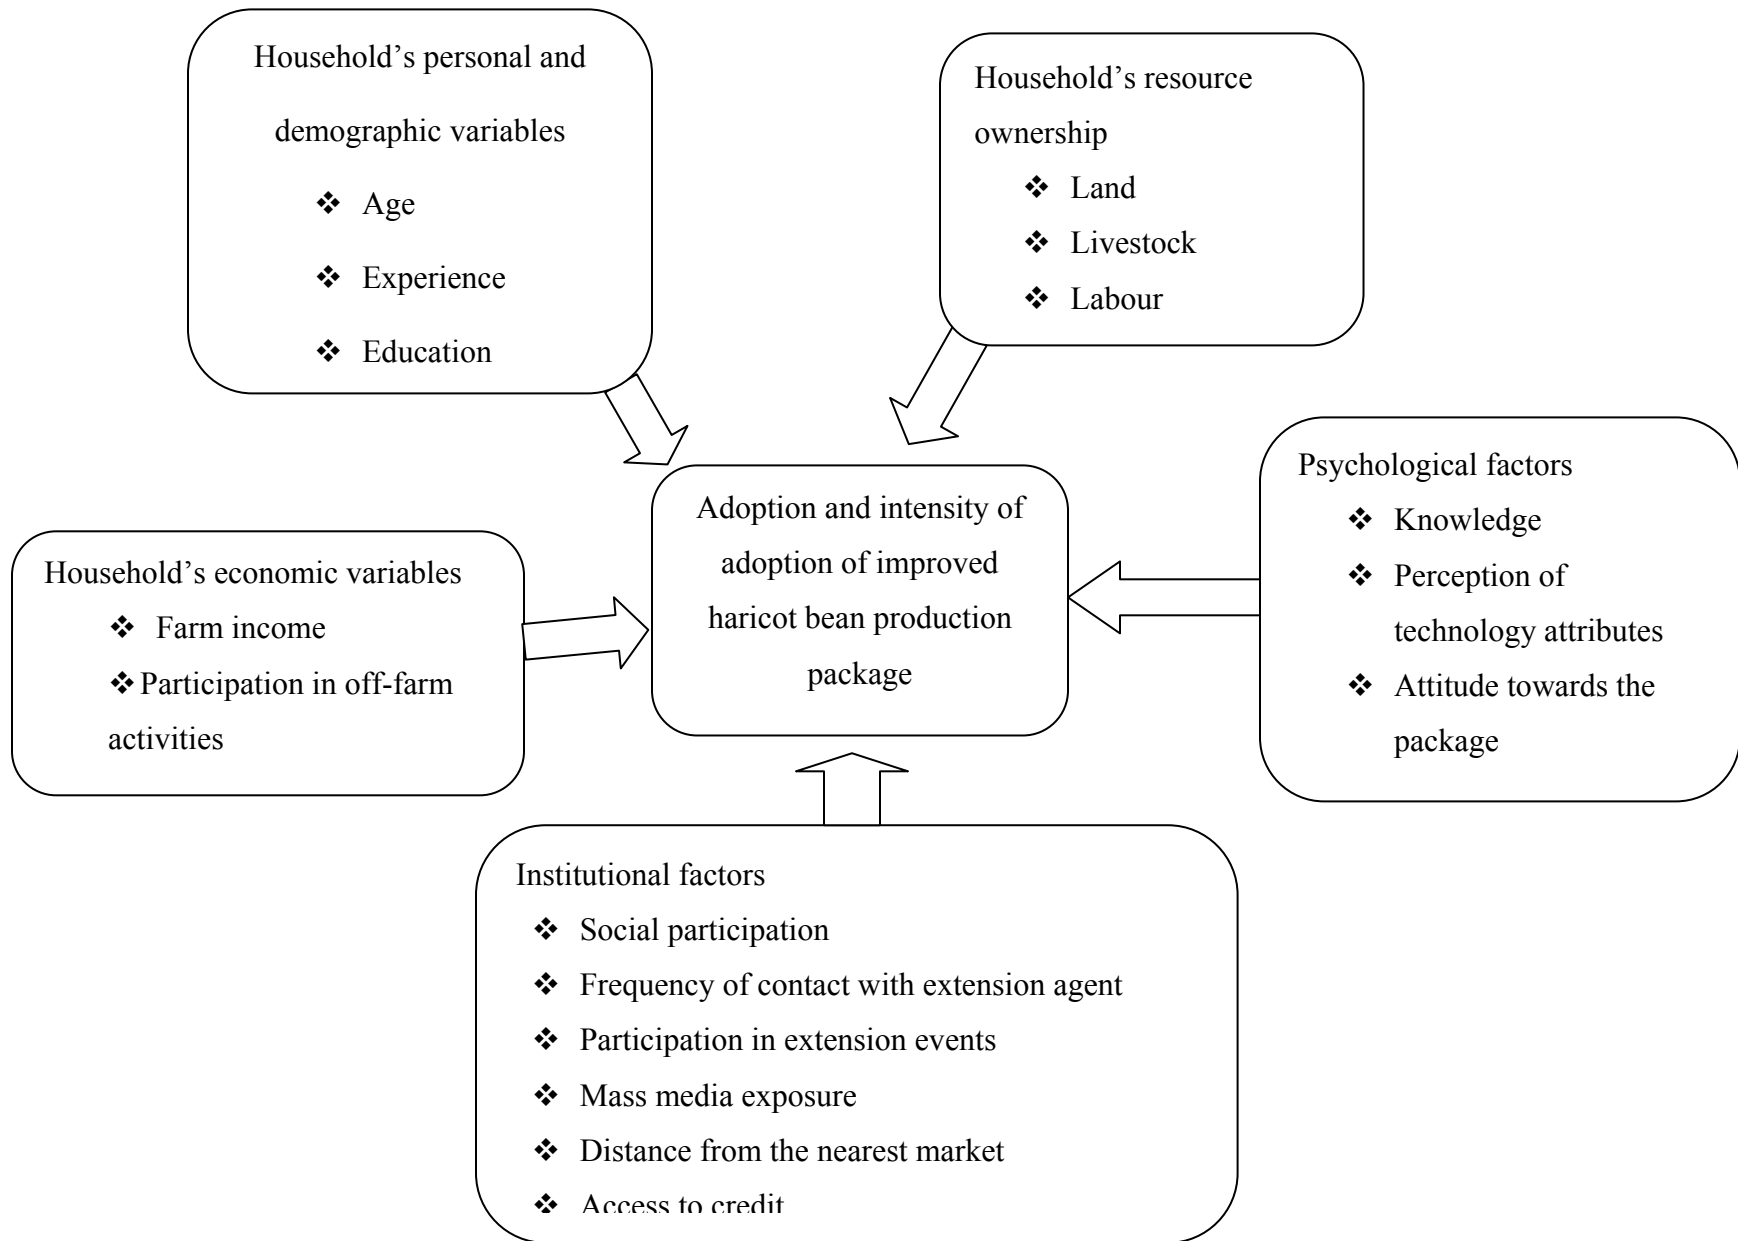 Household’s personal and
demographic variables
❖ Age
❖ Experience
❖ Education
Household’s resource
ownership
❖ Land
❖ Livestock
❖ Labour
Psychological factors
❖ Knowledge
❖ Perception of
technology attributes
❖ Attitude towards the
package
Adoption and intensity of
adoption of improved
haricot bean production
package
Household’s economic variables
❖ Farm income
❖ Participation in off-farm
activities
Institutional factors
❖ Social participation
❖ Frequency of contact with extension agent
❖ Participation in extension events
❖ Mass media exposure
❖ Distance from the nearest market
❖ Access to credit